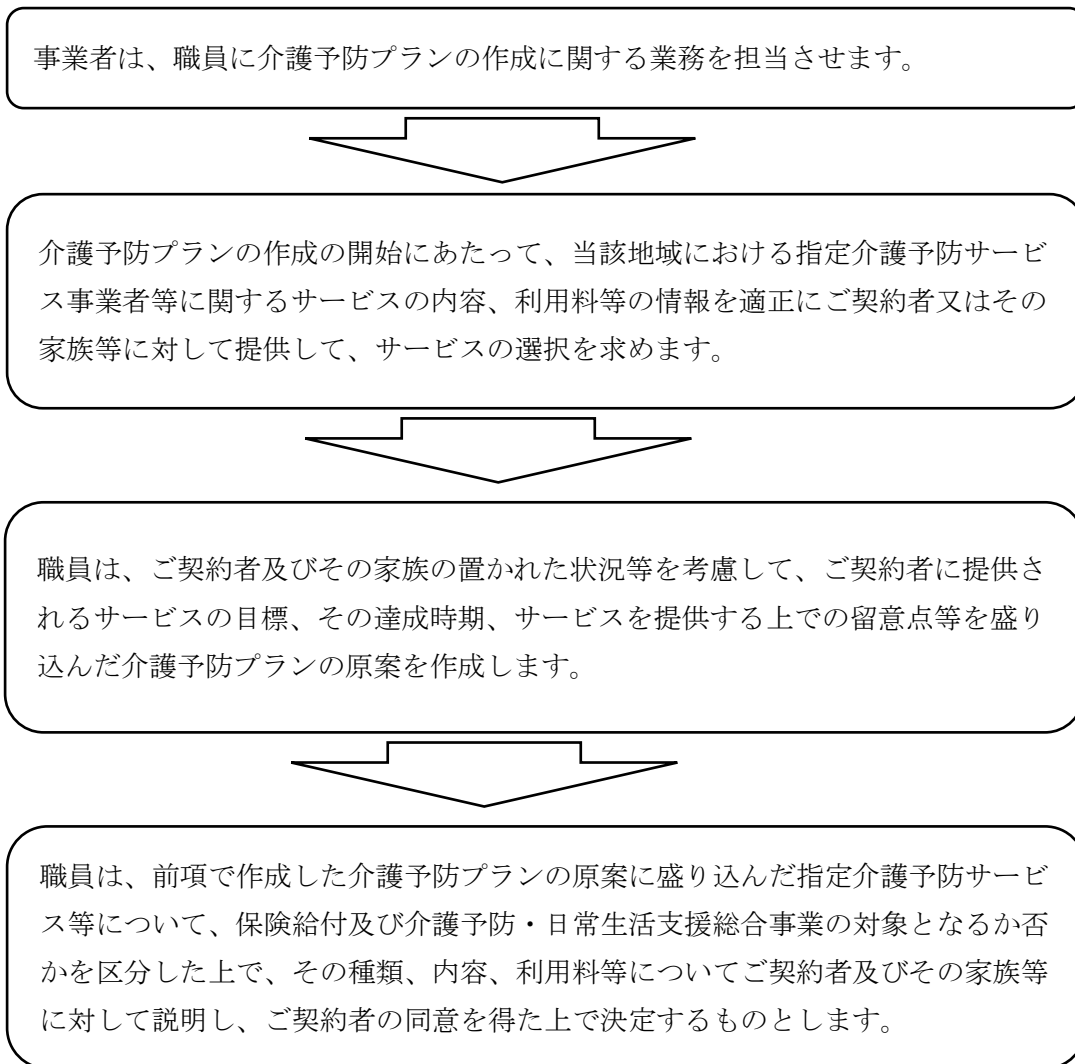 事業者は、職員に介護予防プランの作成に関する業務を担当させます。
介護予防プランの作成の開始にあたって、当該地域における指定介護予防サービ
ス事業者等に関するサービスの内容、利用料等の情報を適正にご契約者又はその
家族等に対して提供して、サービスの選択を求めます。
職員は、ご契約者及びその家族の置かれた状況等を考慮して、ご契約者に提供さ
れるサービスの目標、その達成時期、サービスを提供する上での留意点等を盛り
込んだ介護予防プランの原案を作成します。
職員は、前項で作成した介護予防プランの原案に盛り込んだ指定介護予防サービ
ス等について、保険給付及び介護予防・日常生活支援総合事業の対象となるか否
かを区分した上で、その種類、内容、利用料等についてご契約者及びその家族等
に対して説明し、ご契約者の同意を得た上で決定するものとします。